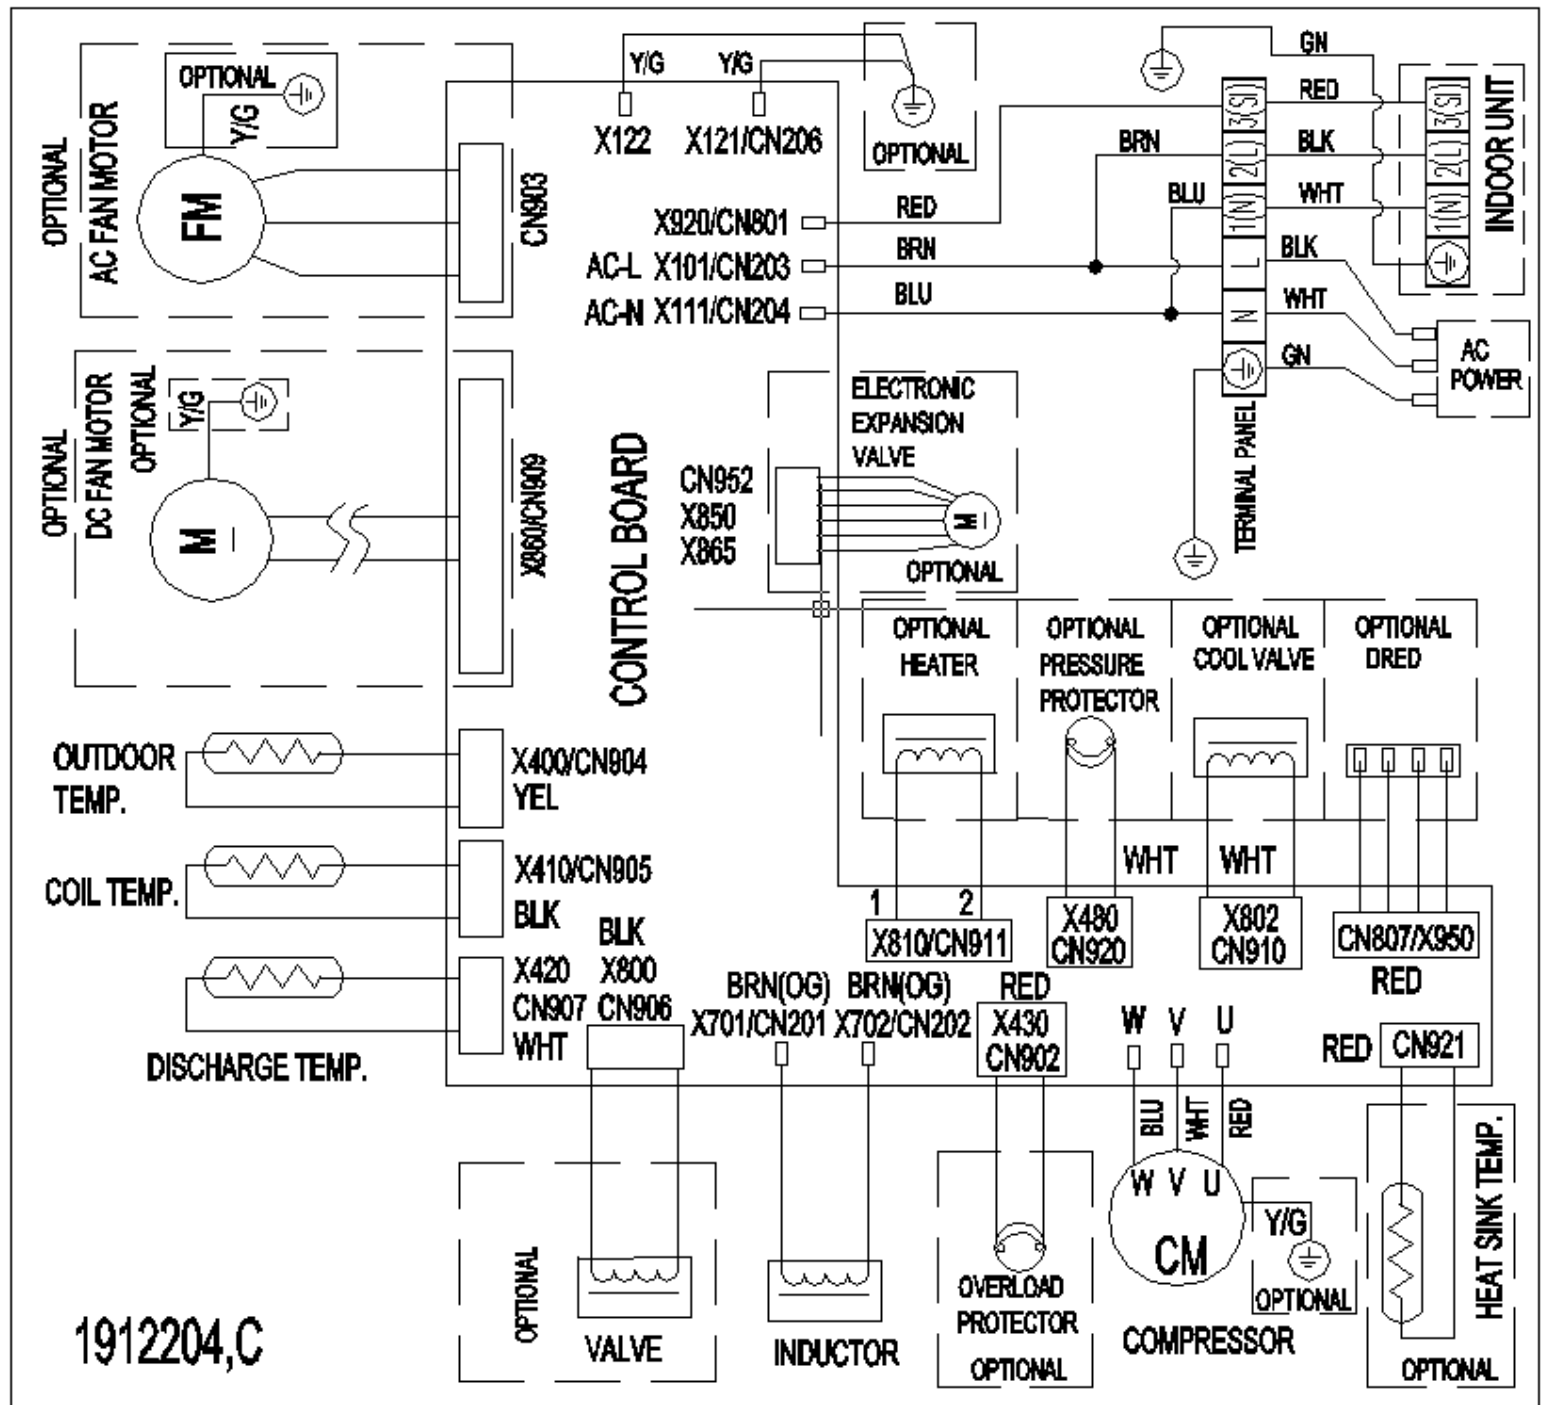 OPTIONAL
Y/G
FM
OPTIONAL
AC FAN MOTOR
CN903
Y/G
Y/G
X122
X121/CN206
OPTIONAL
GN
RED
BLK
WHT
BRN
BLU
3(SI)
2(L)
1(N)
L
N
3(SI)
2(L)
1(N)
INDOOR UNIT
X920/CN801
RED
AC-L X101/CN203
BRN
AC-N X111/CN204
BLU
BLK
WHT
GN
AC
POWER
TERMINAL PANEL
OPTIONAL
DC FAN MOTOR
OPTIONAL
Y/G
M
X860/CN909
CONTROL BOARD
ELECTRONIC
EXPANSION
VALVE
CN952
X850
X865
M
OPTIONAL
OPTIONAL
HEATER
OPTIONAL
PRESSURE
PROTECTOR
OPTIONAL
COOL VALVE
OPTIONAL
DRED
OUTDOOR
TEMP.
X400/CN904
YEL
COIL TEMP.
X410/CN905
BLK
DISCHARGE TEMP.
X420
CN907
WHT
BLK
X800
CN906
WHT
WHT
1
2
X810/CN911
X480
CN920
X802
CN910
CN807/X950
RED
BRN(OG)
X701/CN201
BRN(OG)
X702/CN202
RED
X430
CN902
W V U
RED
CN921
BLU
WHT
RED
W V U
CM
Y/G
OPTIONAL
COMPRESSOR
HEAT SINK TEMP.
OPTIONAL
OPTIONAL
VALVE
INDUCTOR
OVERLOAD
PROTECTOR
OPTIONAL
1912204,C